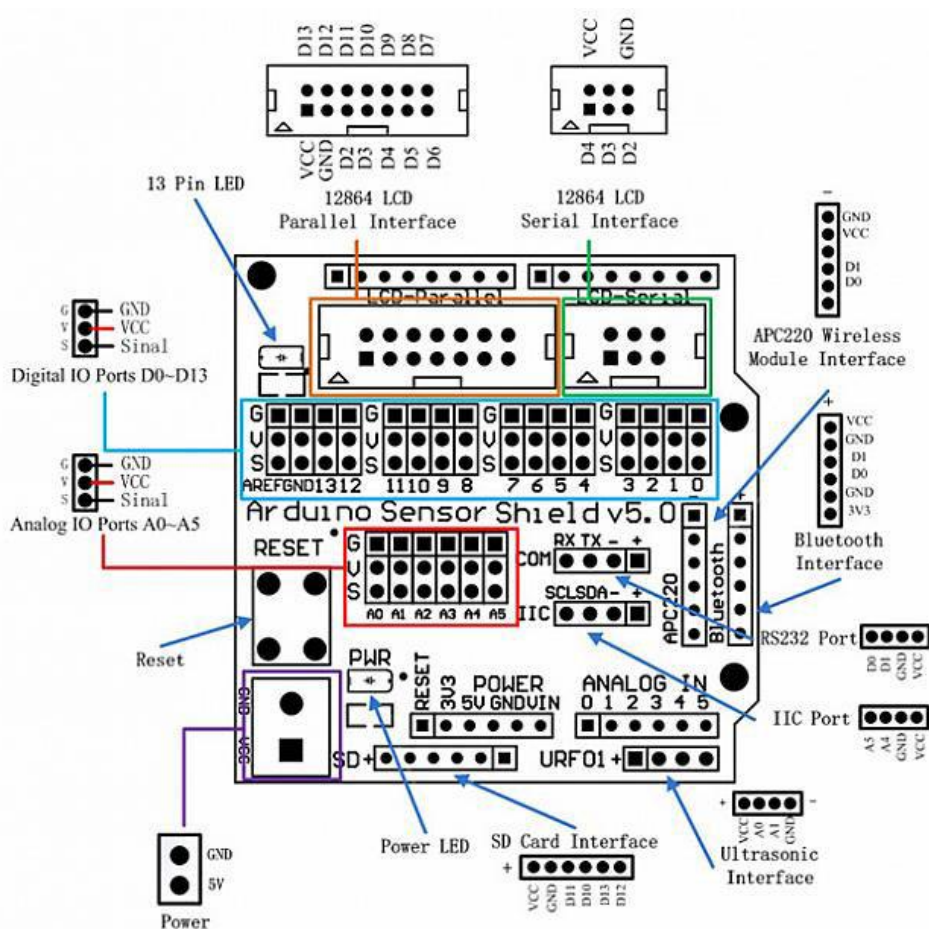 D13
D12
D11
D10
D9
D8
D7
VCC
GND
VCC
GND
D2
D3
D4
D5
D6
D4
D3
D2
13 Pin LED
12864 LCD
Parallel Interface
12864 LCD
Serial Interface
-
GND
VCC
D1
D0
APC220 Wireless
Module Interface
LCD-Parallel
LCD-Serial
G GND
V VCC
S Sinal
Digital IO Ports D0~D13
G GND
V VCC
S Sinal
Analog IO Ports A0~A5
G G G G
V V V V
S S S S
AREF GND 13 12 11 10 9 8 7 6 5 4 3 2 1 0
Arduino Sensor Shield v5.0
+
VCC
GND
D1
D0
GND
3V3
Bluetooth
Interface
- +
APC220
Bluetooth
RESET
G
V
S
A0 A1 A2 A3 A4 A5
RX TX - +
COM
SCL SDA - +
IIC
RS232 Port
D0
D1
GND
VCC
IIC Port
A5
A4
GND
VCC
Reset
PWR
GND
VCC
RESET
3V3
POWER
5V GND VIN
ANALOG IN
0 1 2 3 4 5
SD+
URF01 +
Power LED
SD Card Interface
+
VCC
GND
D11
D10
D13
D12
+ -
VCC
A0
A1
GND
Ultrasonic
Interface
GND
5V
Power